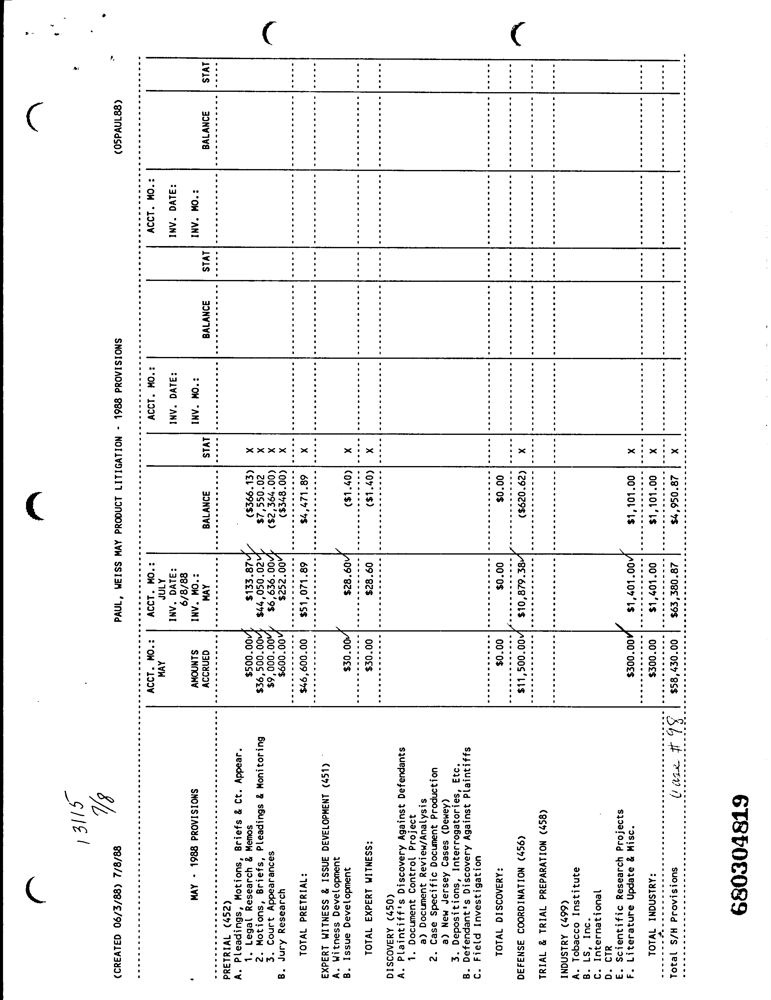 13115
7/8
(CREATED 06/3/88) 7/8/88 PAUL, WEISS MAY PRODUCT LITIGATION - 1988 PROVISIONS (05PAUL88)
ACCT. MO.: ACCT. MO.: ACCT. MO.: ACCT. MO.:
MAY JULY
INV. DATE: INV. DATE: INV. DATE:
6/8/88
MAY - 1988 PROVISIONS AMOUNTS INV. MO.: INV. MO.: INV. MO.:
ACCRUED MAY BALANCE STAT BALANCE STAT BALANCE STAT
PRETRIAL (452)
A. Pleadings, Motions, Briefs & Ct. Appear.
1. Legal Research & Memos $500.00 $133.87 ($366.13) X
2. Motions, Briefs, Pleadings & Monitoring $36,500.00 $44,050.02 $7,550.02 X
3. Court Appearances $9,000.00 $6,636.00 ($2,364.00) X
B. Jury Research $600.00 $252.00 ($348.00) X
TOTAL PRETRIAL: $46,600.00 $51,071.89 $4,471.89 X
EXPERT WITNESS & ISSUE DEVELOPMENT (451)
A. Witness Development
B. Issue Development $30.00 $28.60 ($1.40) X
TOTAL EXPERT WITNESS: $30.00 $28.60 ($1.40) X
DISCOVERY (450)
A. Plaintiff's Discovery Against Defendants
1. Document Control Project
a) Document Review/Analysis
2. Case Specific Document Production
a) New Jersey Cases (Dewey)
3. Depositions, Interrogatories, Etc.
B. Defendant's Discovery Against Plaintiffs
C. Field Investigation
TOTAL DISCOVERY: $0.00 $0.00 $0.00
DEFENSE COORDINATION (456) $11,500.00 $10,879.38 ($620.62) X
TRIAL & TRIAL PREPARATION (458)
INDUSTRY (499)
A. Tobacco Institute
B. LS, Inc.
C. International
D. CTR
E. Scientific Research Projects
F. Literature Update & Misc. $300.00 $1,401.00 $1,101.00 X
TOTAL INDUSTRY: $300.00 $1,401.00 $1,101.00 X
Total S/H Provisions Case # 98 $58,430.00 $63,380.87 $4,950.87 X
680304819